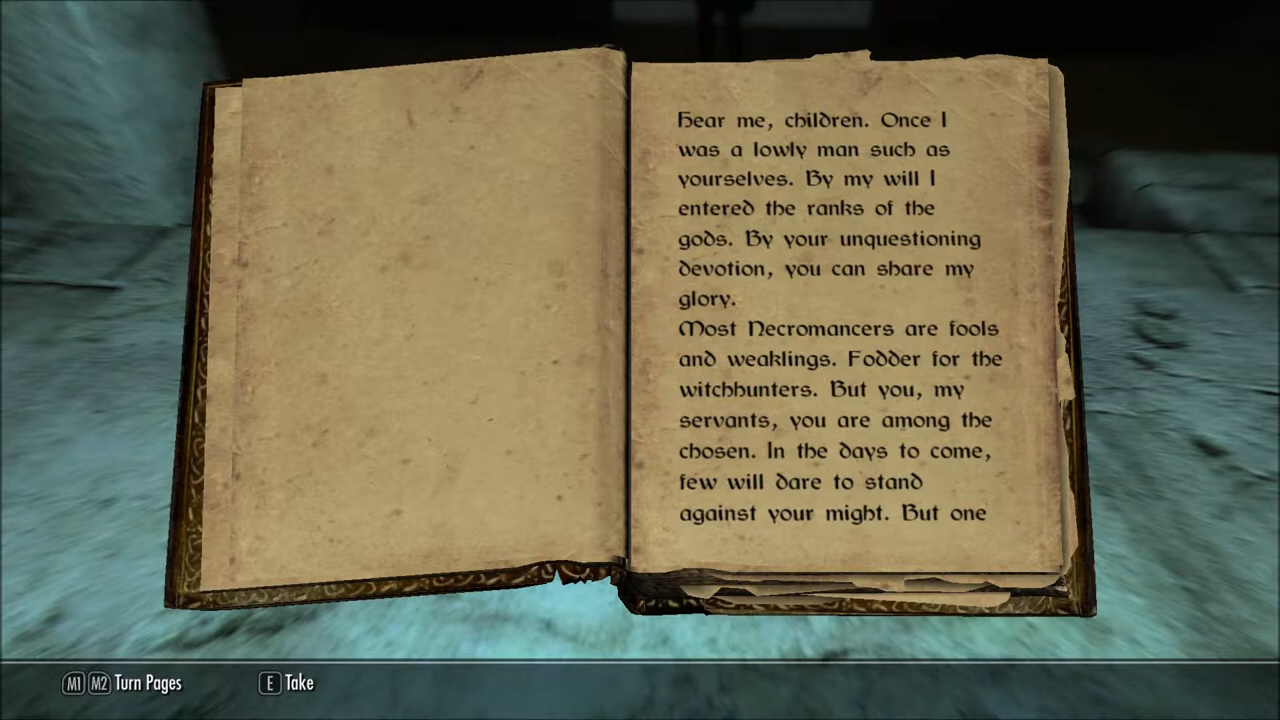 Hear me, children. Once I
was a lowly man such as
yourselves. By my will I
entered the ranks of the
gods. By your unquestioning
devotion, you can share my
glory.
Most Necromancers are fools
and weaklings. Fodder for the
witchhunters. But you, my
servants, you are among the
chosen. In the days to come,
few will dare to stand
against your might. But one
M1 M2 Turn Pages
E Take